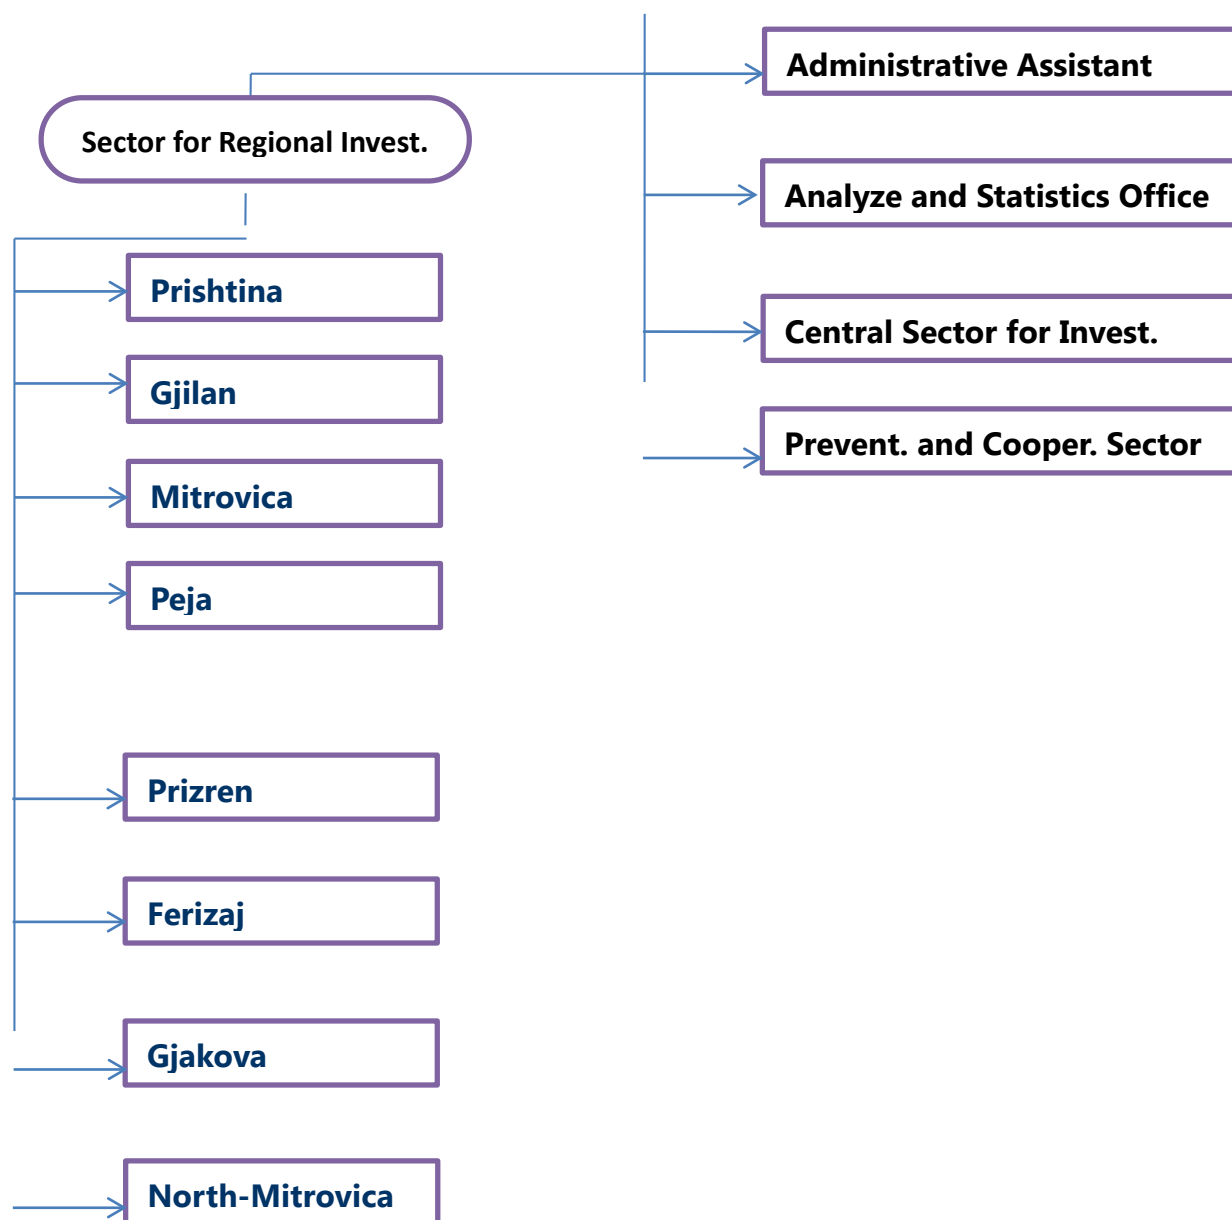 Administrative Assistant
Sector for Regional Invest.
Analyze and Statistics Office
Prishtina
Central Sector for Invest.
Gjilan
Prevent. and Cooper. Sector
Mitrovica
Peja
Prizren
Ferizaj
Gjakova
North-Mitrovica